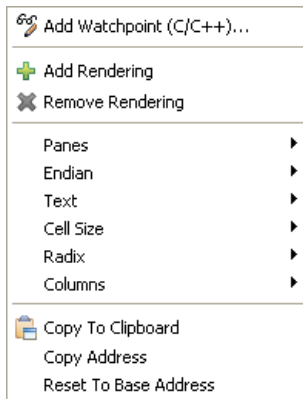 Add Watchpoint (C/C++)...
Add Rendering
Remove Rendering
Panes
Endian
Text
Cell Size
Radix
Columns
Copy To Clipboard
Copy Address
Reset To Base Address